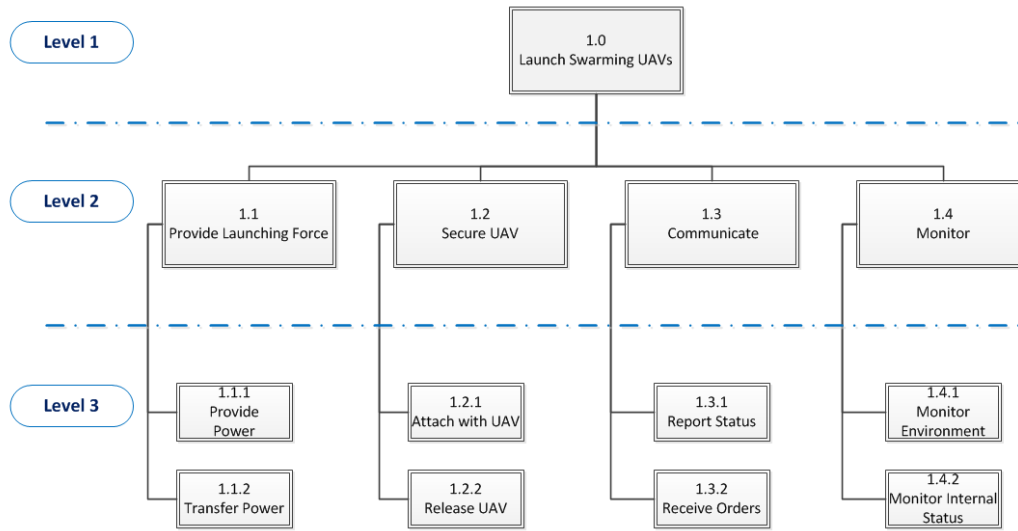 Level 1
1.0
Launch Swarming UAVs
Level 2
1.1
Provide Launching Force
1.2
Secure UAV
1.3
Communicate
1.4
Monitor
Level 3
1.1.1
Provide
Power
1.2.1
Attach with UAV
1.3.1
Report Status
1.4.1
Monitor
Environment
1.1.2
Transfer Power
1.2.2
Release UAV
1.3.2
Receive Orders
1.4.2
Monitor Internal
Status